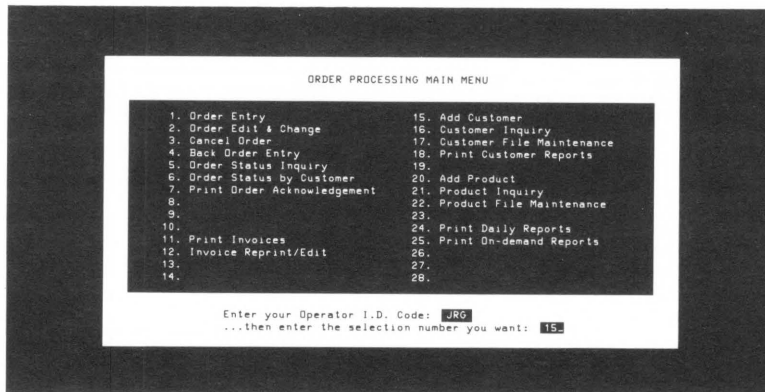 ORDER PROCESSING MAIN MENU
1. Order Entry
2. Order Edit & Change
3. Cancel Order
4. Back Order Entry
5. Order Status Inquiry
6. Order Status by Customer
7. Print Order Acknowledgement
8.
9.
10.
11. Print Invoices
12. Invoice Reprint/Edit
13.
14.
15. Add Customer
16. Customer Inquiry
17. Customer File Maintenance
18. Print Customer Reports
19.
20. Add Product
21. Product Inquiry
22. Product File Maintenance
23.
24. Print Daily Reports
25. Print On-demand Reports
26.
27.
28.
Enter your Operator I.D. Code: JRG
...then enter the selection number you want: 15_